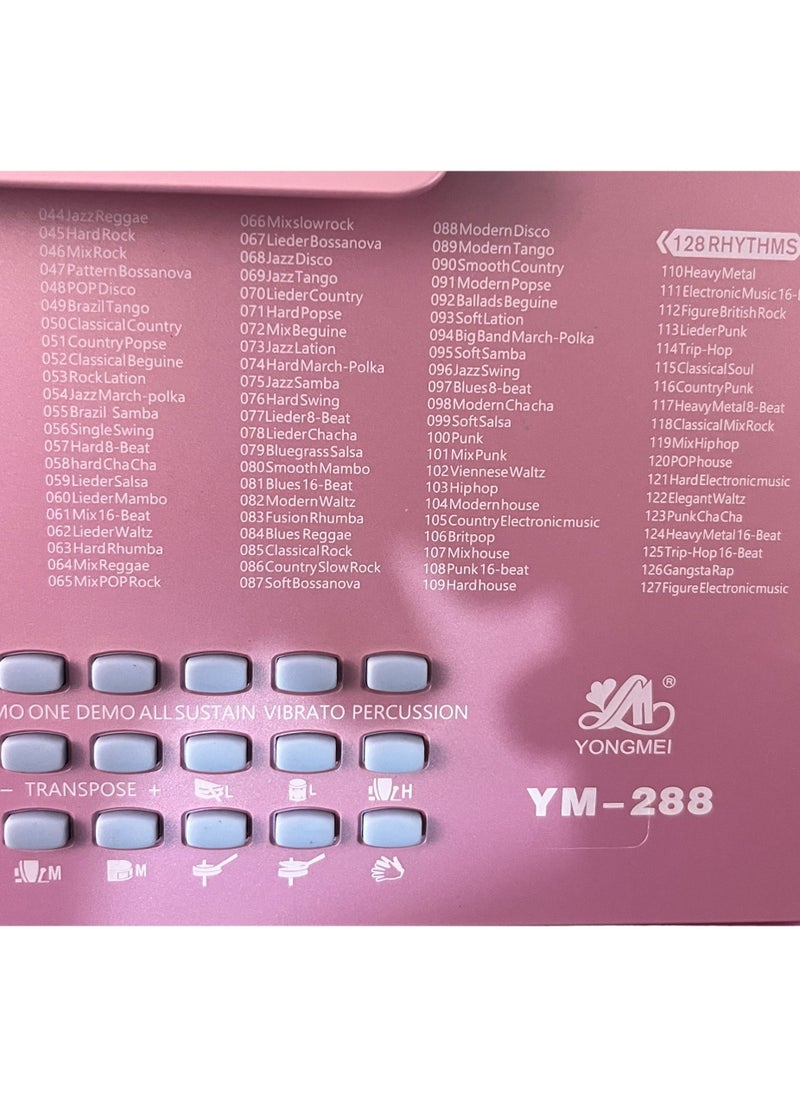 044JazzReggae
045HardRock
046MixRock
047PatternBossanova
048POPDisco
049BrazilTango
050ClassicalCountry
051CountryPopse
052ClassicalBeguine
053RockLation
054JazzMarch-polka
055Brazil Samba
056SingleSwing
057Hard8-Beat
058hardChaCha
059LiederSalsa
060LiederMambo
061Mix16-Beat
062LiederWaltz
063HardRhumba
064MixReggae
065MixPOPRock
066Mixslowrock
067LiederBossanova
068JazzDisco
069JazzTango
070LiederCountry
071HardPopse
072MixBeguine
073JazzLation
074HardMarch-Polka
075JazzSamba
076HardSwing
077Lieder8-Beat
078LiederChacha
079BluegrassSalsa
080SmoothMambo
081Blues16-Beat
082ModernWaltz
083FusionRhumba
084Blues Reggae
085ClassicalRock
086CountrySlowRock
087SoftBossanova
088ModernDisco
089ModernTango
090SmoothCountry
091ModernPopse
092BalladsBeguine
093SoftLation
094BigBandMarch-Polka
095SoftSamba
096JazzSwing
097Blues8-beat
098ModernChacha
099SoftSalsa
100Punk
101MixPunk
102VienneseWaltz
103Hiphop
104Modernhouse
105CountryElectronicmusic
106Britpop
107Mixhouse
108Punk16-beat
109Hardhouse
128RHYTHMS
110HeavyMetal
111ElectronicMusic16-
112FigureBritishRock
113LiederPunk
114Trip-Hop
115ClassicalSoul
116CountryPunk
117HeavyMetal8-Beat
118ClassicalMixRock
119MixHiphop
120POPhouse
121HardElectronicmusic
122ElegantWaltz
123PunkChaCha
124HeavyMetal16-Beat
125Trip-Hop16-Beat
126GangstaRap
127FigureElectronicmusic
MO ONE DEMO ALL SUSTAIN VIBRATO PERCUSSION
– TRANSPOSE + L L H
M M
®
YONGMEI
YM-288